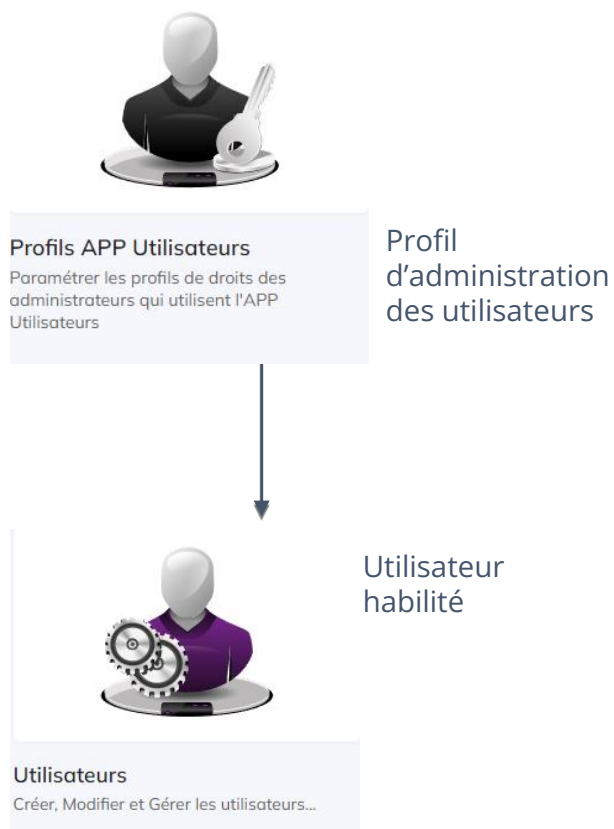 Profils APP Utilisateurs
Paramétrer les profils de droits des
administrateurs qui utilisent l'APP
Utilisateurs
Profil
d’administration
des utilisateurs
Utilisateur
habilité
Utilisateurs
Créer, Modifier et Gérer les utilisateurs...